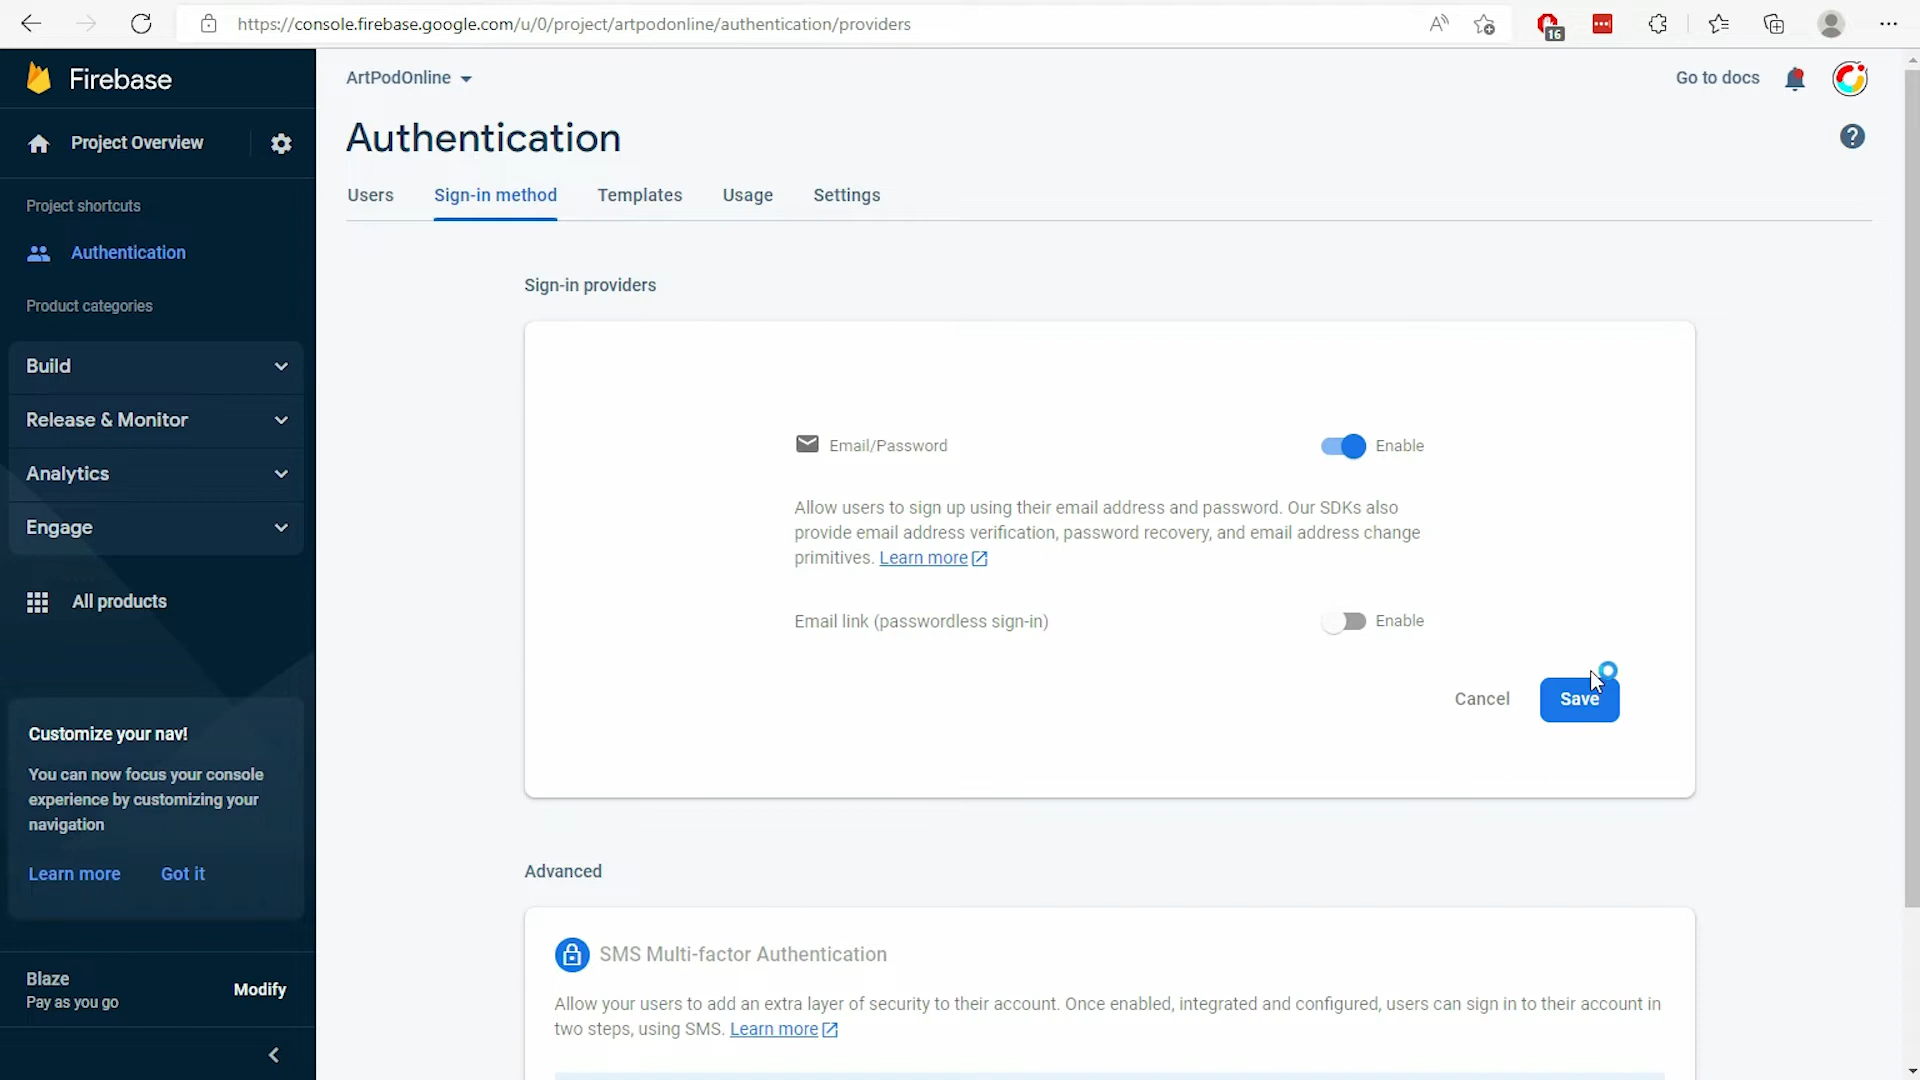 https://console.firebase.google.com/u/0/project/artpodonline/authentication/providers
16
Firebase
ArtPodOnline
Go to docs
Project Overview
Authentication
Users
Sign-in method
Templates
Usage
Settings
Project shortcuts
Authentication
Product categories
Build
Release & Monitor
Analytics
Engage
All products
Customize your nav!
You can now focus your console
experience by customizing your
navigation
Learn more
Got it
Blaze
Pay as you go
Modify
Sign-in providers
Email/Password
Enable
Allow users to sign up using their email address and password. Our SDKs also
provide email address verification, password recovery, and email address change
primitives. Learn more
Email link (passwordless sign-in)
Enable
Cancel
Save
Advanced
SMS Multi-factor Authentication
Allow your users to add an extra layer of security to their account. Once enabled, integrated and configured, users can sign in to their account in
two steps, using SMS. Learn more